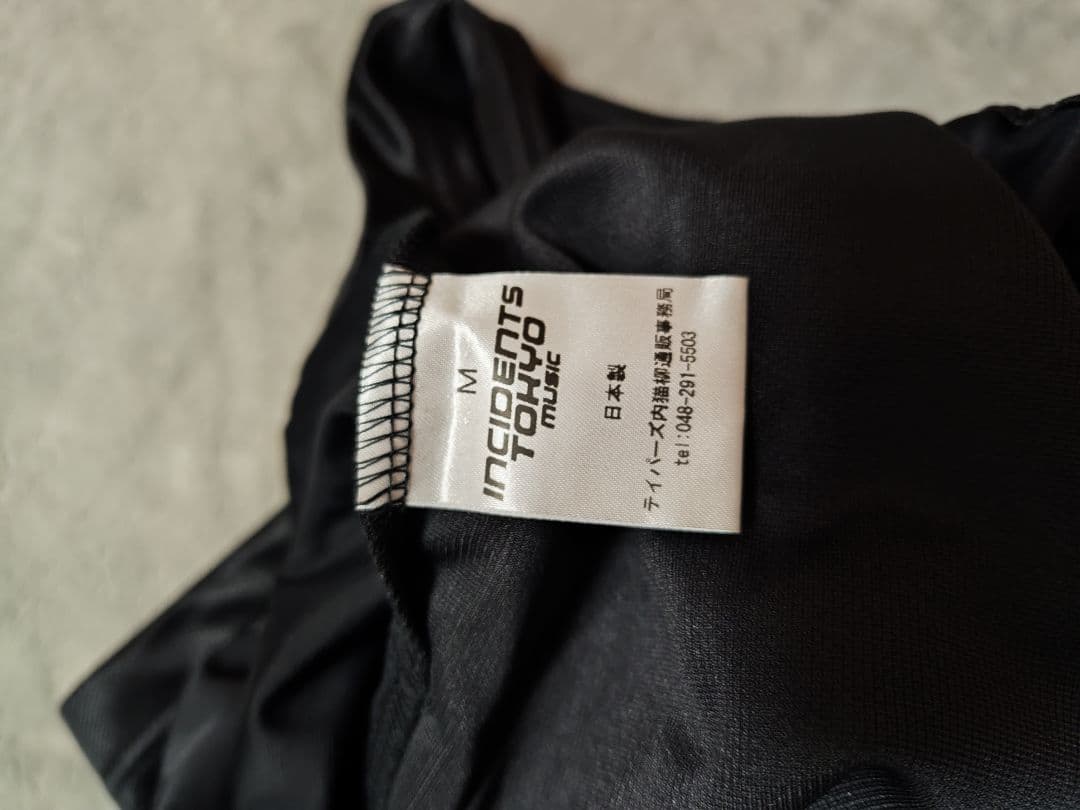 M
INCIDENTS
TOKYO
MUSIC
日本製
テイパーズ内猫柳通販事務局
tel:048-291-5503